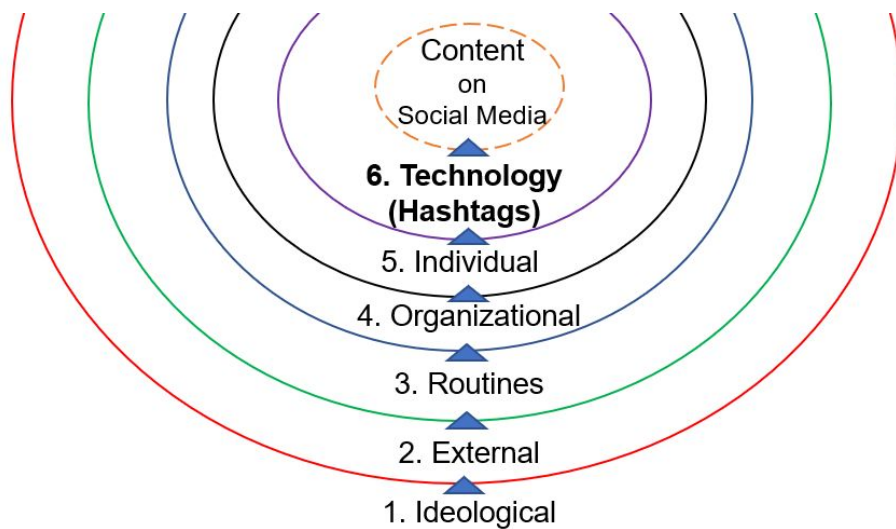 Content
on
Social Media
6. Technology
(Hashtags)
5. Individual
4. Organizational
3. Routines
2. External
1. Ideological